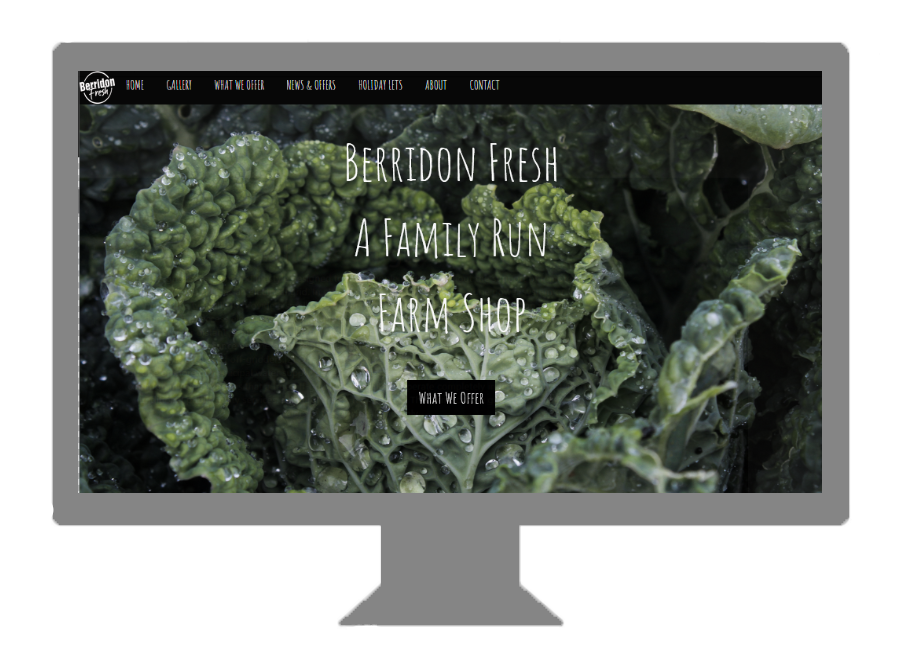 Berridon
Fresh
HOME GALLERY WHAT WE OFFER NEWS & OFFERS HOLIDAY LETS ABOUT CONTACT
Berridon Fresh
A Family Run
Farm Shop
What We Offer